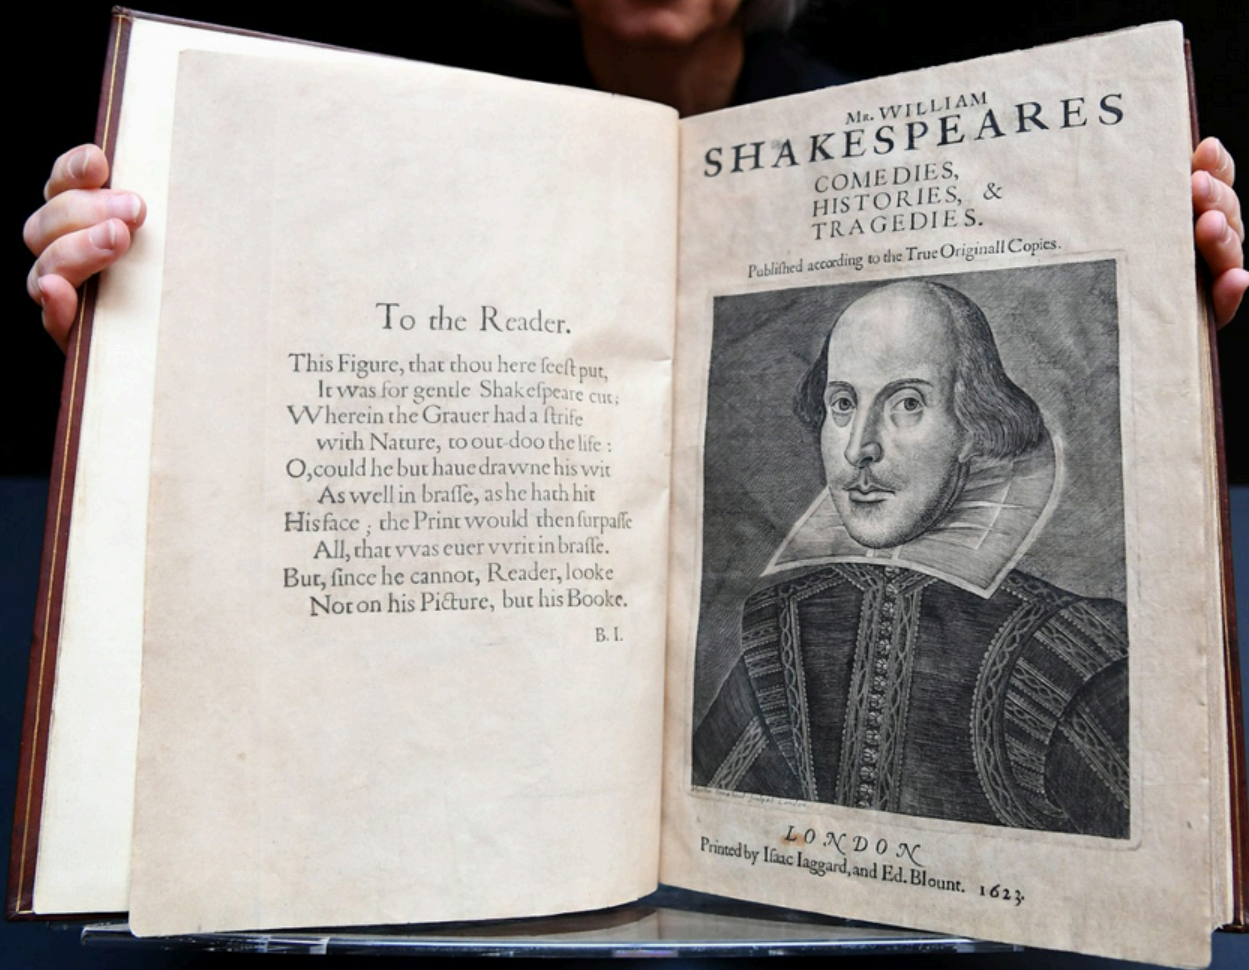 To the Reader.
This Figure, that thou here ſeeſt put,
It was for gentle Shakeſpeare cut;
Wherein the Grauer had a ſtrife
with Nature, to out-doo the life :
O, could he but haue dravvne his wit
As well in braſſe, as he hath hit
His face ; the Print would then ſurpaſſe
All, that vvas euer vvrit in braſſe.
But, ſince he cannot, Reader, looke
Not on his Picture, but his Booke.
B. I.
Mr. WILLIAM
SHAKESPEARES
COMEDIES,
HISTORIES, &
TRAGEDIES.
Publiſhed according to the True Originall Copies.
LONDON
Printed by Iſaac Iaggard, and Ed. Blount. 1623.